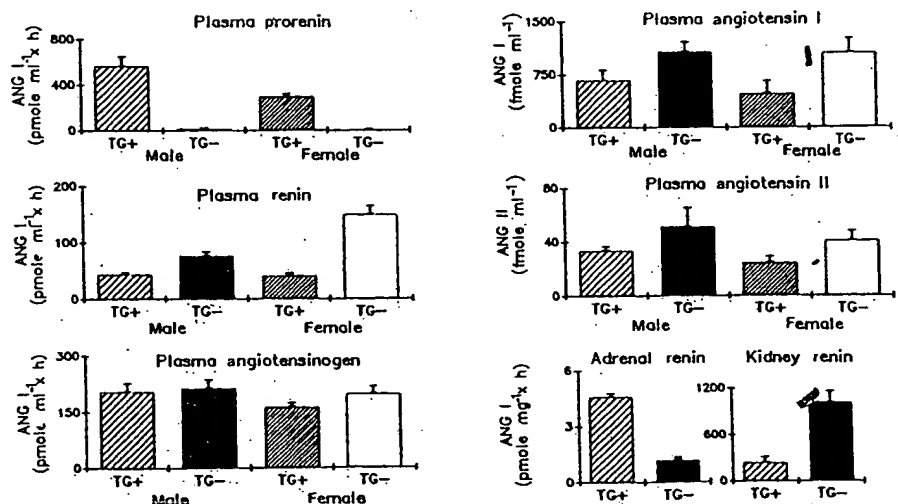 Plasma prorenin
ANG I
(pmole ml⁻¹ x h)
800
400
0
TG+ TG− TG+ TG−
Male Female
Plasma renin
ANG I
(pmole ml⁻¹ x h)
200
100
0
TG+ TG− TG+ TG−
Male Female
Plasma angiotensinogen
ANG I
(pmole ml⁻¹ x h)
300
150
0
TG+ TG− TG+ TG−
Male Female
Plasma angiotensin I
ANG I
(fmole ml⁻¹)
1500
750
0
TG+ TG− TG+ TG−
Male Female
Plasma angiotensin II
ANG II
(fmole ml⁻¹)
80
40
0
TG+ TG− TG+ TG−
Male Female
Adrenal renin Kidney renin
ANG I
(pmole mg⁻¹ x h)
6
3
0
TG+ TG−
1200
600
0
TG+ TG−